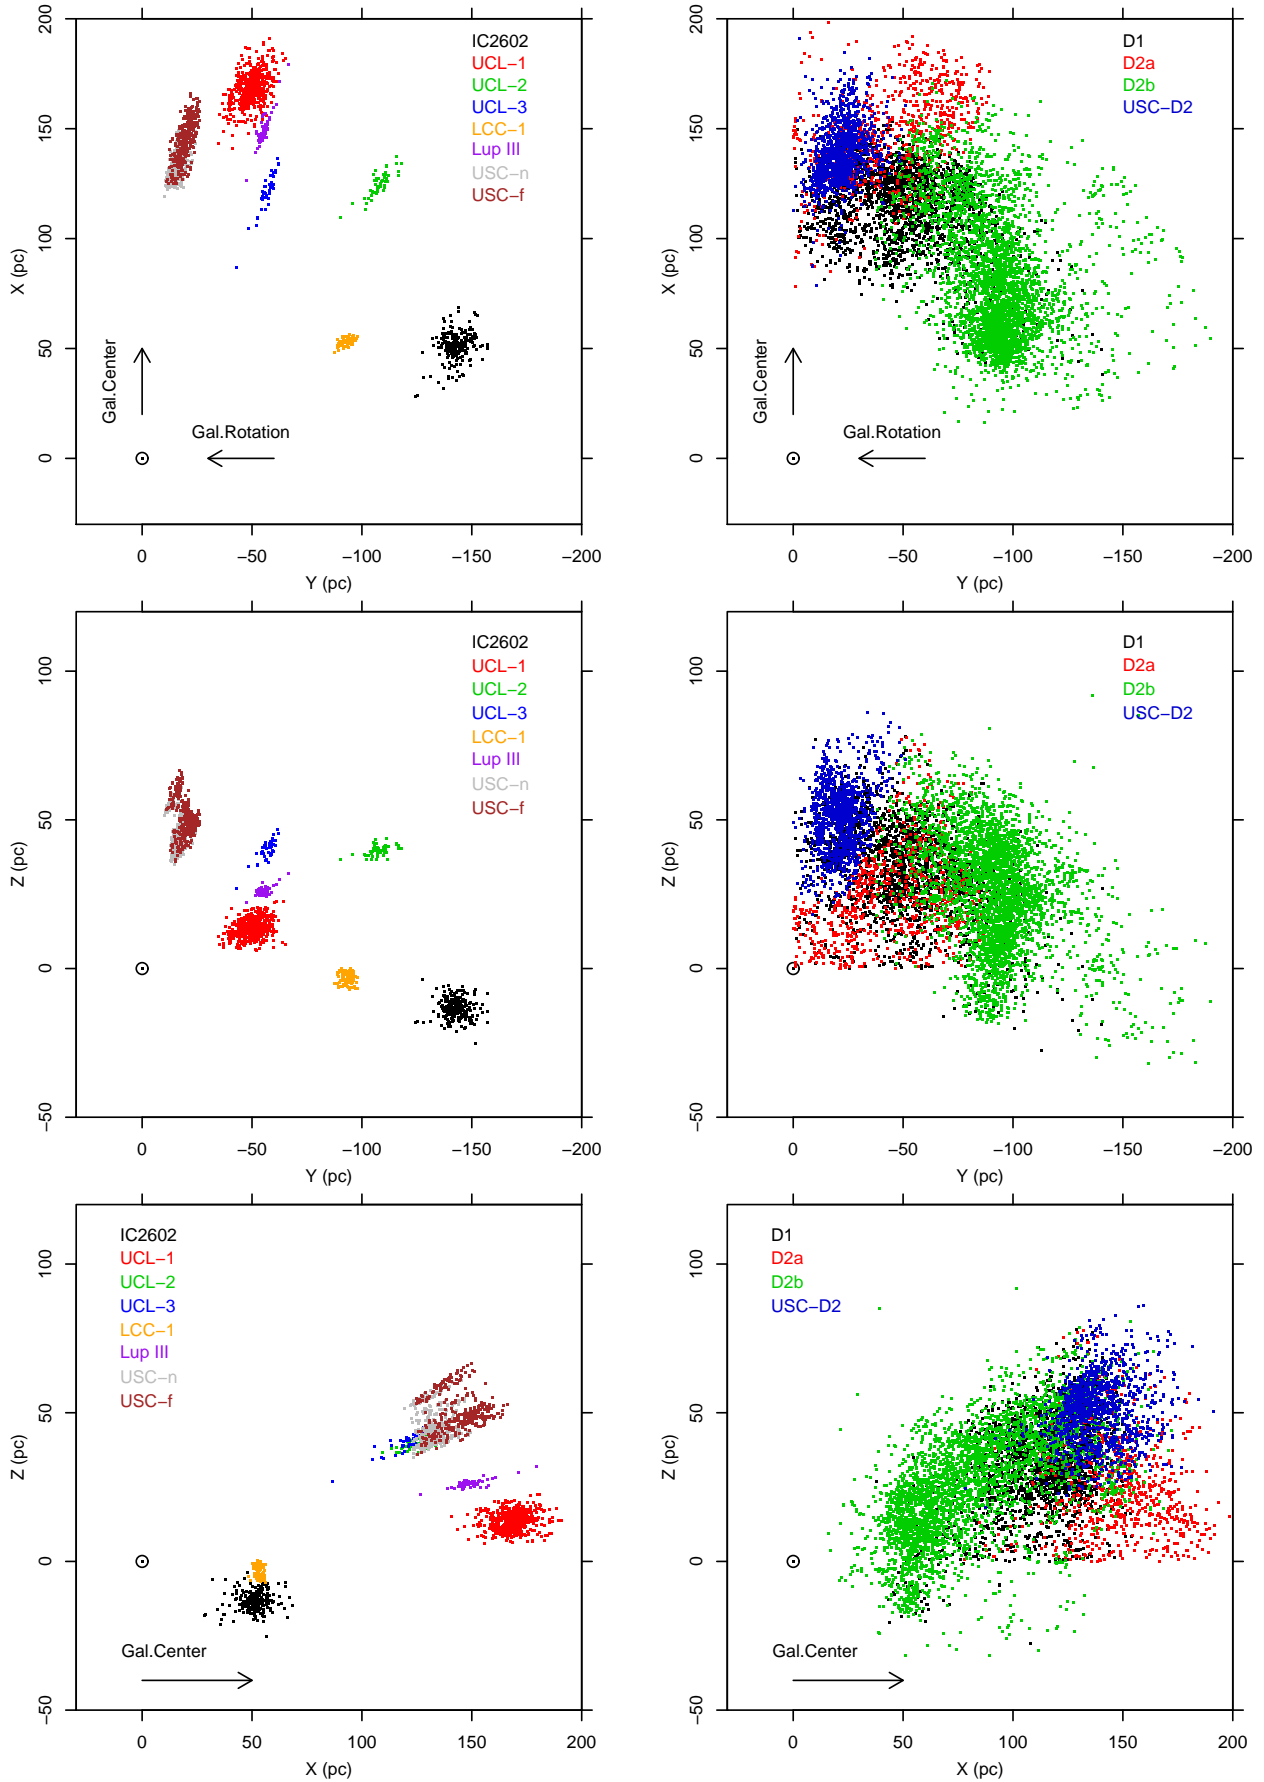 200
150
100
50
0
X (pc)
IC2602
UCL−1
UCL−2
UCL−3
LCC−1
Lup III
USC−n
USC−f
Gal.Center
Gal.Rotation
0 −50 −100 −150 −200
Y (pc)
200
150
100
50
0
X (pc)
D1
D2a
D2b
USC−D2
Gal.Center
Gal.Rotation
0 −50 −100 −150 −200
Y (pc)
100
50
0
−50
Z (pc)
IC2602
UCL−1
UCL−2
UCL−3
LCC−1
Lup III
USC−n
USC−f
0 −50 −100 −150 −200
Y (pc)
100
50
0
−50
Z (pc)
D1
D2a
D2b
USC−D2
0 −50 −100 −150 −200
Y (pc)
100
50
0
−50
Z (pc)
IC2602
UCL−1
UCL−2
UCL−3
LCC−1
Lup III
USC−n
USC−f
Gal.Center
0 50 100 150 200
X (pc)
100
50
0
−50
Z (pc)
D1
D2a
D2b
USC−D2
Gal.Center
0 50 100 150 200
X (pc)